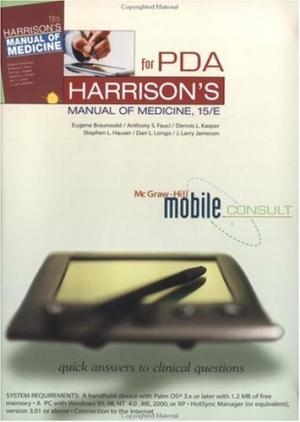 HARRISON'S
MANUAL OF
MEDICINE
for PDA
HARRISON'S
MANUAL OF MEDICINE, 15/E
Eugene Braunwald / Anthony S. Fauci / Dennis L. Kasper
Stephen L. Hauser / Dan L. Longo / J. Larry Jameson
McGraw-Hill
mobile CONSULT
quick answers to clinical questions
SYSTEM REQUIREMENTS: A handheld device with Palm OS® 3.x or later with 1.2 MB of free
memory • A PC with Windows 95, 98, NT 4.0 , ME, 2000, or XP • HotSync Manager (or equivalent),
version 3.01 or above • Connection to the Internet